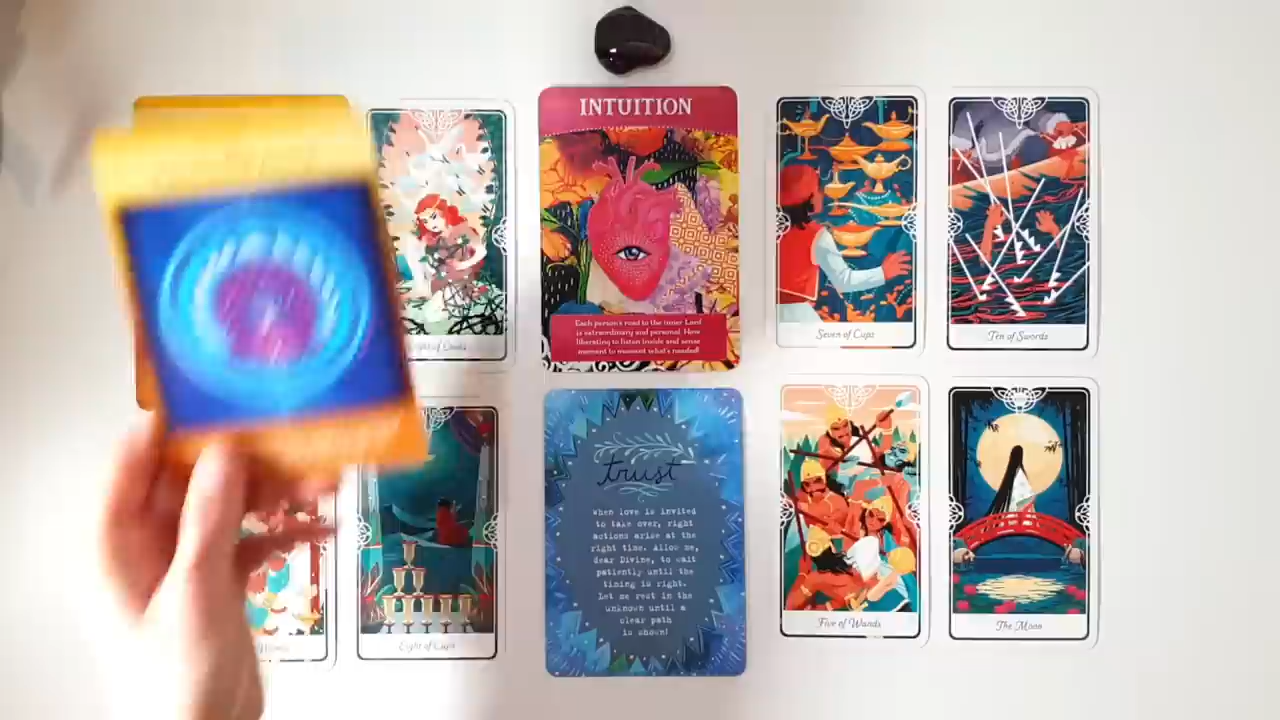 INTUITION
Each person's road to the inner Lord
is extraordinary and personal. How
liberating to listen inside and sense
moment to moment what's needed!
Seven of Cups
Ten of Swords
trust
When love is invited
to take over, right
actions arise at the
right time. Allow me,
dear Divine, to wait
patiently until the
timing is right.
Let me rest in the
unknown until a
clear path
is shown!
Eight of Cups
Five of Wands
The Moon